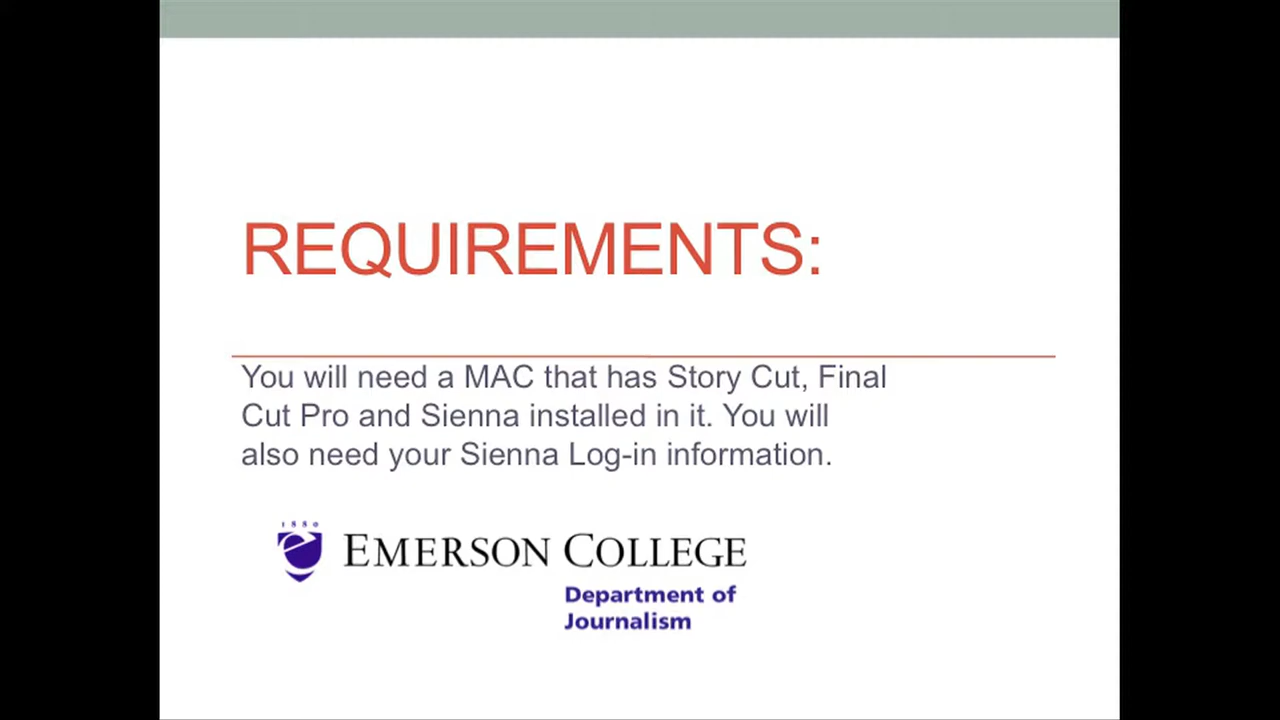 REQUIREMENTS:
You will need a MAC that has Story Cut, Final
Cut Pro and Sienna installed in it. You will
also need your Sienna Log-in information.
1880
EMERSON COLLEGE
Department of
Journalism